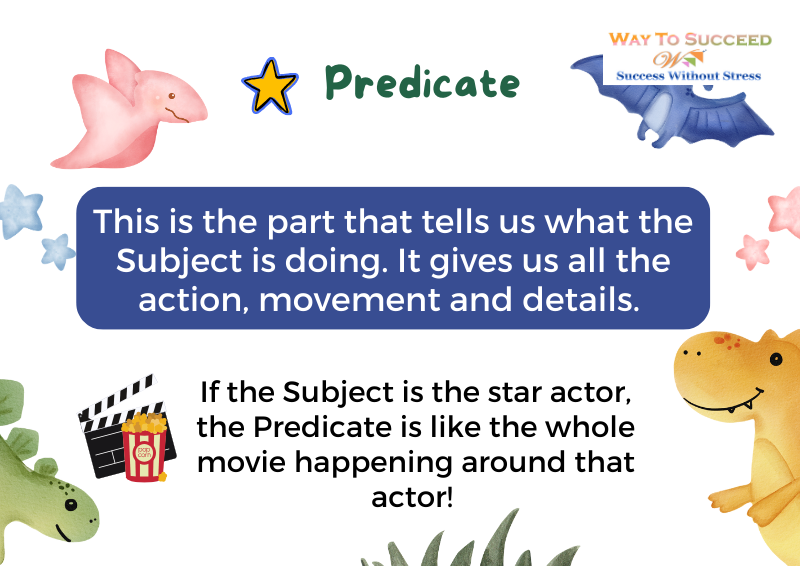 WAY TO SUCCEED
Success Without Stress
Predicate
This is the part that tells us what the
Subject is doing. It gives us all the
action, movement and details.
If the Subject is the star actor,
the Predicate is like the whole
movie happening around that
actor!
POP
CORN